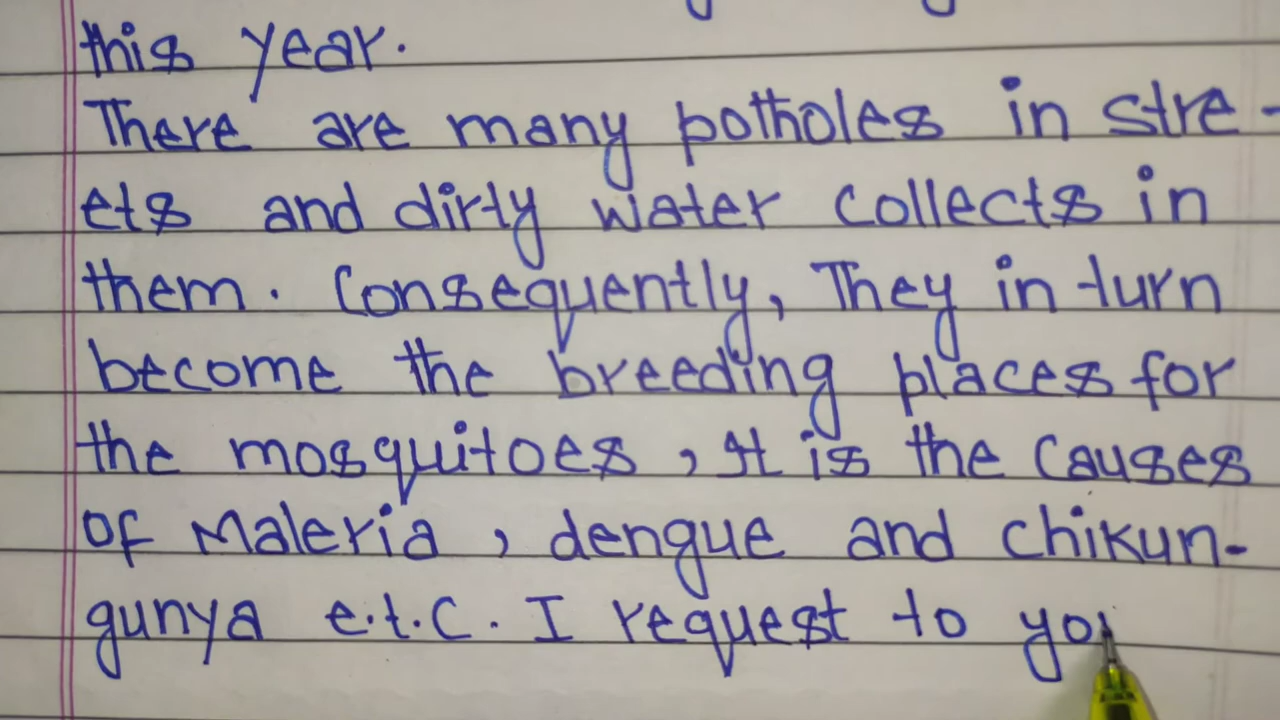 this year.
There are many potholes in stre-
ets and dirty water collects in
them. Consequently, They in turn
become the breeding places for
the mosquitoes, It is the causes
of Maleria, dengue and chikun-
gunya e.t.c. I request to you